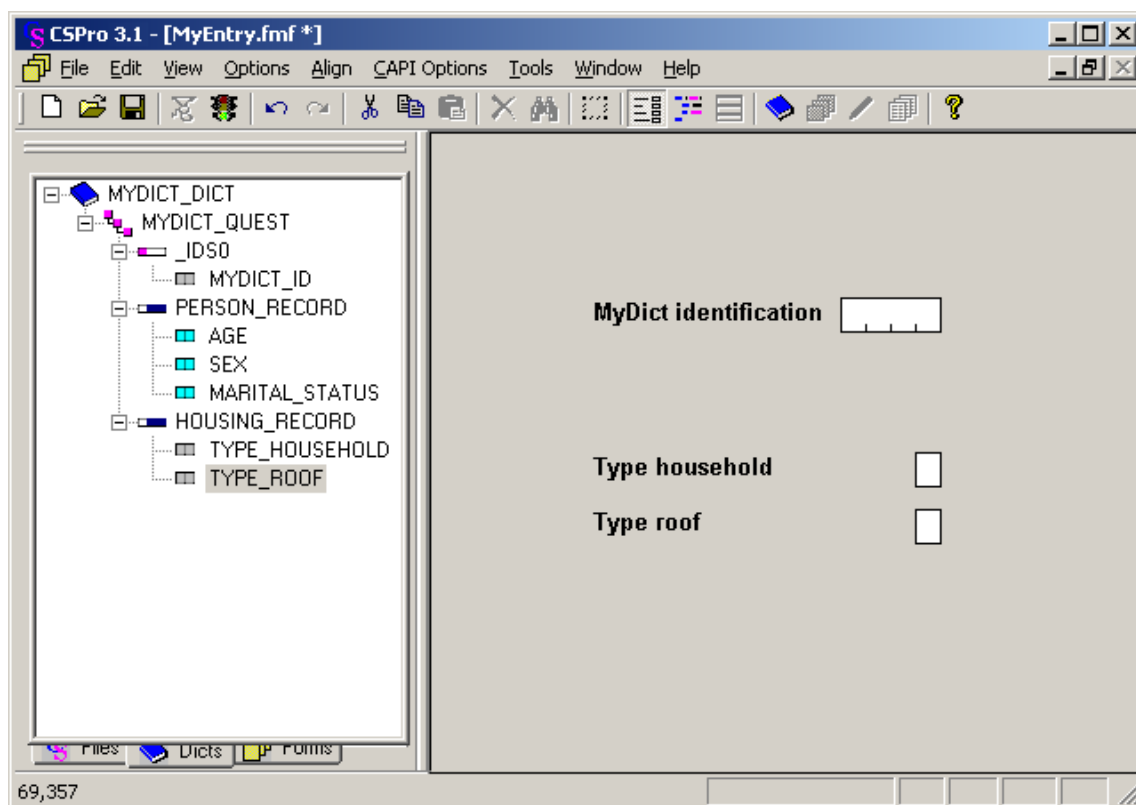 CSPro 3.1 - [MyEntry.fmf *]
File Edit View Options Align CAPI Options Tools Window Help
MYDICT_DICT
MYDICT_QUEST
_IDS0
MYDICT_ID
PERSON_RECORD
AGE
SEX
MARITAL_STATUS
HOUSING_RECORD
TYPE_HOUSEHOLD
TYPE_ROOF
MyDict identification
Type household
Type roof
Files Dicts Forms
69,357